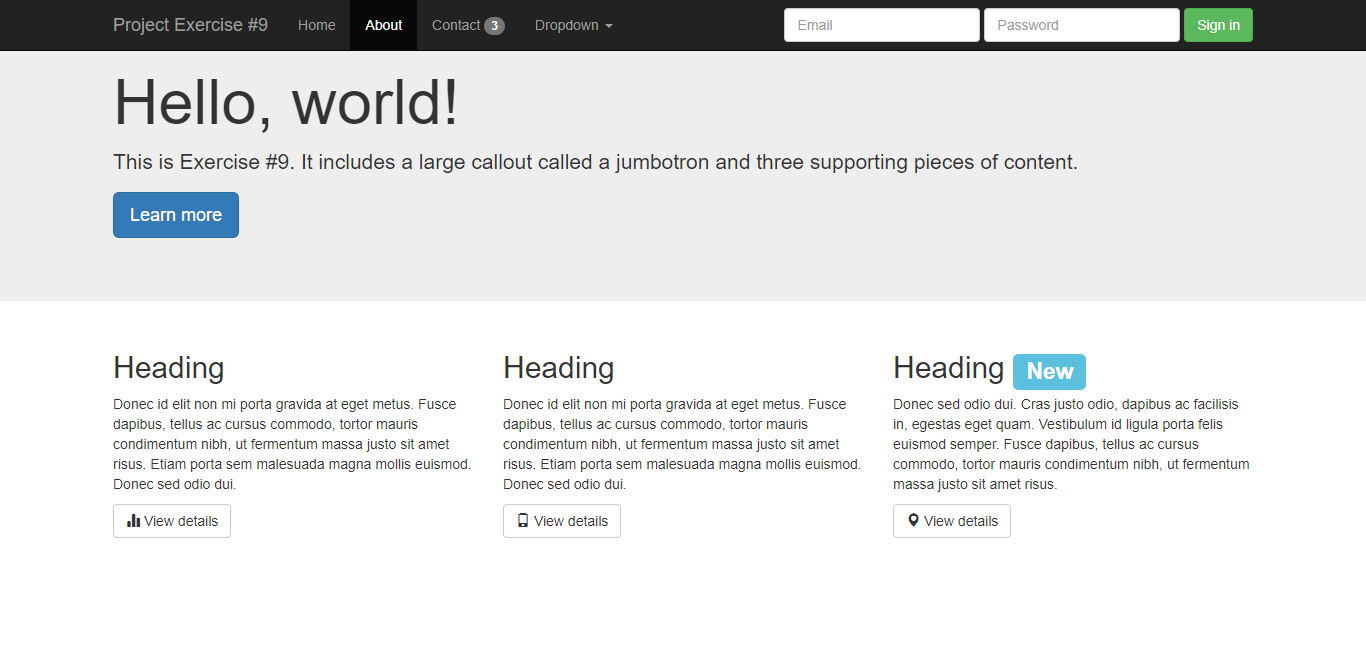 Project Exercise #9 Home About Contact 3 Dropdown Email Password Sign in
Hello, world!
This is Exercise #9. It includes a large callout called a jumbotron and three supporting pieces of content.
Learn more
Heading
Donec id elit non mi porta gravida at eget metus. Fusce
dapibus, tellus ac cursus commodo, tortor mauris
condimentum nibh, ut fermentum massa justo sit amet
risus. Etiam porta sem malesuada magna mollis euismod.
Donec sed odio dui.
View details
Heading
Donec id elit non mi porta gravida at eget metus. Fusce
dapibus, tellus ac cursus commodo, tortor mauris
condimentum nibh, ut fermentum massa justo sit amet
risus. Etiam porta sem malesuada magna mollis euismod.
Donec sed odio dui.
View details
Heading New
Donec sed odio dui. Cras justo odio, dapibus ac facilisis
in, egestas eget quam. Vestibulum id ligula porta felis
euismod semper. Fusce dapibus, tellus ac cursus
commodo, tortor mauris condimentum nibh, ut fermentum
massa justo sit amet risus.
View details